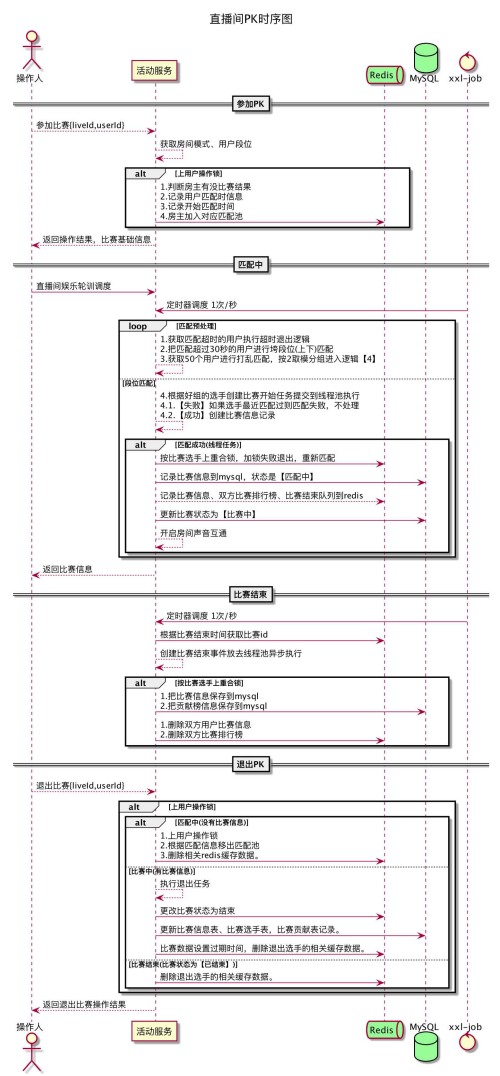 直播间PK时序图
操作人
活动服务
Redis
MySQL
xxl-job
参加PK
参加比赛{liveId,userId}
获取房间模式、用户段位
alt [上用户操作锁]
1.判断房主有没比赛结果
2.记录用户匹配时信息
3.记录开始匹配时间
4.房主加入对应匹配池
返回操作结果，比赛基础信息
匹配中
直播间娱乐轮训调度
定时器调度 1次/秒
loop [匹配预处理]
1.获取匹配超时的用户执行超时退出逻辑
2.把匹配超过30秒的用户进行垮段位(上下)匹配
3.获取50个用户进行打乱匹配，按2取模分组进入逻辑【4】
[段位匹配]
4.根据好组的选手创建比赛开始任务提交到线程池执行
4.1.【失败】如果选手最近匹配过则匹配失败，不处理
4.2.【成功】创建比赛信息记录
alt [匹配成功(线程任务)]
按比赛选手上重合锁，加锁失败退出，重新匹配
记录比赛信息到mysql，状态是【匹配中】
记录比赛信息、双方比赛排行榜、比赛结束队列到redis
更新比赛状态为【比赛中】
开启房间声音互通
返回比赛信息
比赛结束
定时器调度 1次/秒
根据比赛结束时间获取比赛id
创建比赛结束事件放去线程池异步执行
alt [按比赛选手上重合锁]
1.把比赛信息保存到mysql
2.把贡献榜信息保存到mysql
1.删除双方用户比赛信息
2.删除双方比赛排行榜
退出PK
退出比赛{liveId,userId}
alt [上用户操作锁]
alt [匹配中(没有比赛信息)]
1.上用户操作锁
2.根据匹配信息移出匹配池
3.删除相关redis缓存数据。
[比赛中(有比赛信息)]
执行退出任务
更改比赛状态为结束
更新比赛信息表、比赛选手表，比赛贡献表记录。
比赛数据设置过期时间，删除退出选手的相关缓存数据。
[比赛结束(比赛状态为【已结束】)]
删除退出选手的相关缓存数据。
返回退出比赛操作结果
操作人
活动服务
Redis
MySQL
xxl-job